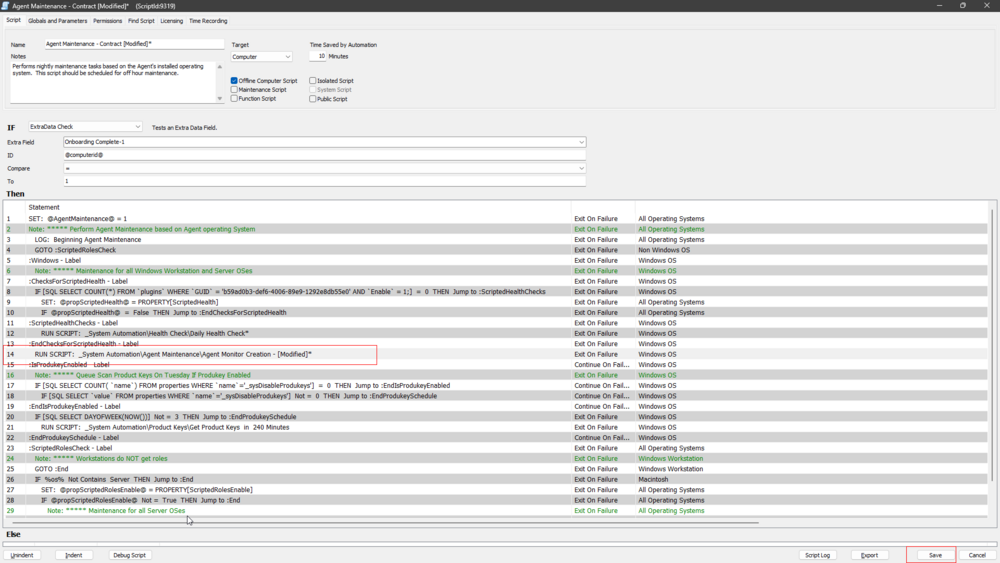 Agent Maintenance - Contract [Modified]* (ScriptId:9319)
Script Globals and Parameters Permissions Find Script Licensing Time Recording
Name Agent Maintenance - Contract [Modified]* Target Time Saved by Automation
Computer 10 Minutes
Notes
Performs nightly maintenance tasks based on the Agent's installed operating
system. This script should be scheduled for off hour maintenance.
Offline Computer Script Isolated Script
Maintenance Script System Script
Function Script Public Script
IF ExtraData Check Tests an Extra Data Field.
Extra Field Onboarding Complete-1
ID @computerid@
Compare =
To 1
Then
Statement
1 SET: @AgentMaintenance@ = 1 Exit On Failure All Operating Systems
2 Note: ***** Perform Agent Maintenance based on Agent operating System Exit On Failure All Operating Systems
3 LOG: Beginning Agent Maintenance Exit On Failure All Operating Systems
4 GOTO :ScriptedRolesCheck Exit On Failure Non Windows OS
5 :Windows - Label Exit On Failure Windows OS
6 Note: ***** Maintenance for all Windows Workstation and Server OSes Exit On Failure Windows OS
7 :ChecksForScriptedHealth - Label Exit On Failure Windows OS
8 IF [SQL SELECT COUNT(*) FROM `plugins` WHERE `GUID` = 'b59ad0b3-def6-4006-89e9-1292e8db55e0' AND `Enable` = 1;] = 0 THEN Jump to :ScriptedHealthChecks Exit On Failure Windows OS
9 SET: @propScriptedHealth@ = PROPERTY[ScriptedHealth] Exit On Failure All Operating Systems
10 IF @propScriptedHealth@ = False THEN Jump to :EndChecksForScriptedHealth Exit On Failure All Operating Systems
11 :ScriptedHealthChecks - Label Exit On Failure Windows OS
12 RUN SCRIPT: _System Automation\Health Check\Daily Health Check* Exit On Failure Windows OS
13 :EndChecksForScriptedHealth - Label Exit On Failure Windows OS
14 RUN SCRIPT: _System Automation\Agent Maintenance\Agent Monitor Creation - [Modified]* Exit On Failure Windows OS
15 :IsProdukeyEnabled - Label Continue On Fail... Windows OS
16 Note: ***** Queue Scan Product Keys On Tuesday If Produkey Enabled Continue On Fail... Windows OS
17 IF [SQL SELECT COUNT( `name`) FROM properties WHERE `name`='_sysDisableProdukeys'] = 0 THEN Jump to :EndIsProdukeyEnabled Continue On Fail... Windows OS
18 IF [SQL SELECT `value` FROM properties WHERE `name`='_sysDisableProdukeys'] Not = 0 THEN Jump to :EndProdukeySchedule Continue On Fail... Windows OS
19 :EndIsProdukeyEnabled - Label Continue On Fail... Windows OS
20 IF [SQL SELECT DAYOFWEEK(NOW())] Not = 3 THEN Jump to :EndProdukeySchedule Exit On Failure Windows OS
21 RUN SCRIPT: _System Automation\Product Keys\Get Product Keys in 240 Minutes Exit On Failure Windows OS
22 :EndProdukeySchedule - Label Continue On Fail... Windows OS
23 :ScriptedRolesCheck - Label Exit On Failure All Operating Systems
24 Note: ***** Workstations do NOT get roles Exit On Failure Windows Workstation
25 GOTO :End Exit On Failure Windows Workstation
26 IF %os% Not Contains Server THEN Jump to :End Exit On Failure Macintosh
27 SET: @propScriptedRolesEnable@ = PROPERTY[ScriptedRolesEnable] Exit On Failure All Operating Systems
28 IF @propScriptedRolesEnable@ Not = True THEN Jump to :End Exit On Failure All Operating Systems
29 Note: ***** Maintenance for all Server OSes Exit On Failure All Operating Systems
Else
Unindent Indent Debug Script Script Log Export Save Cancel